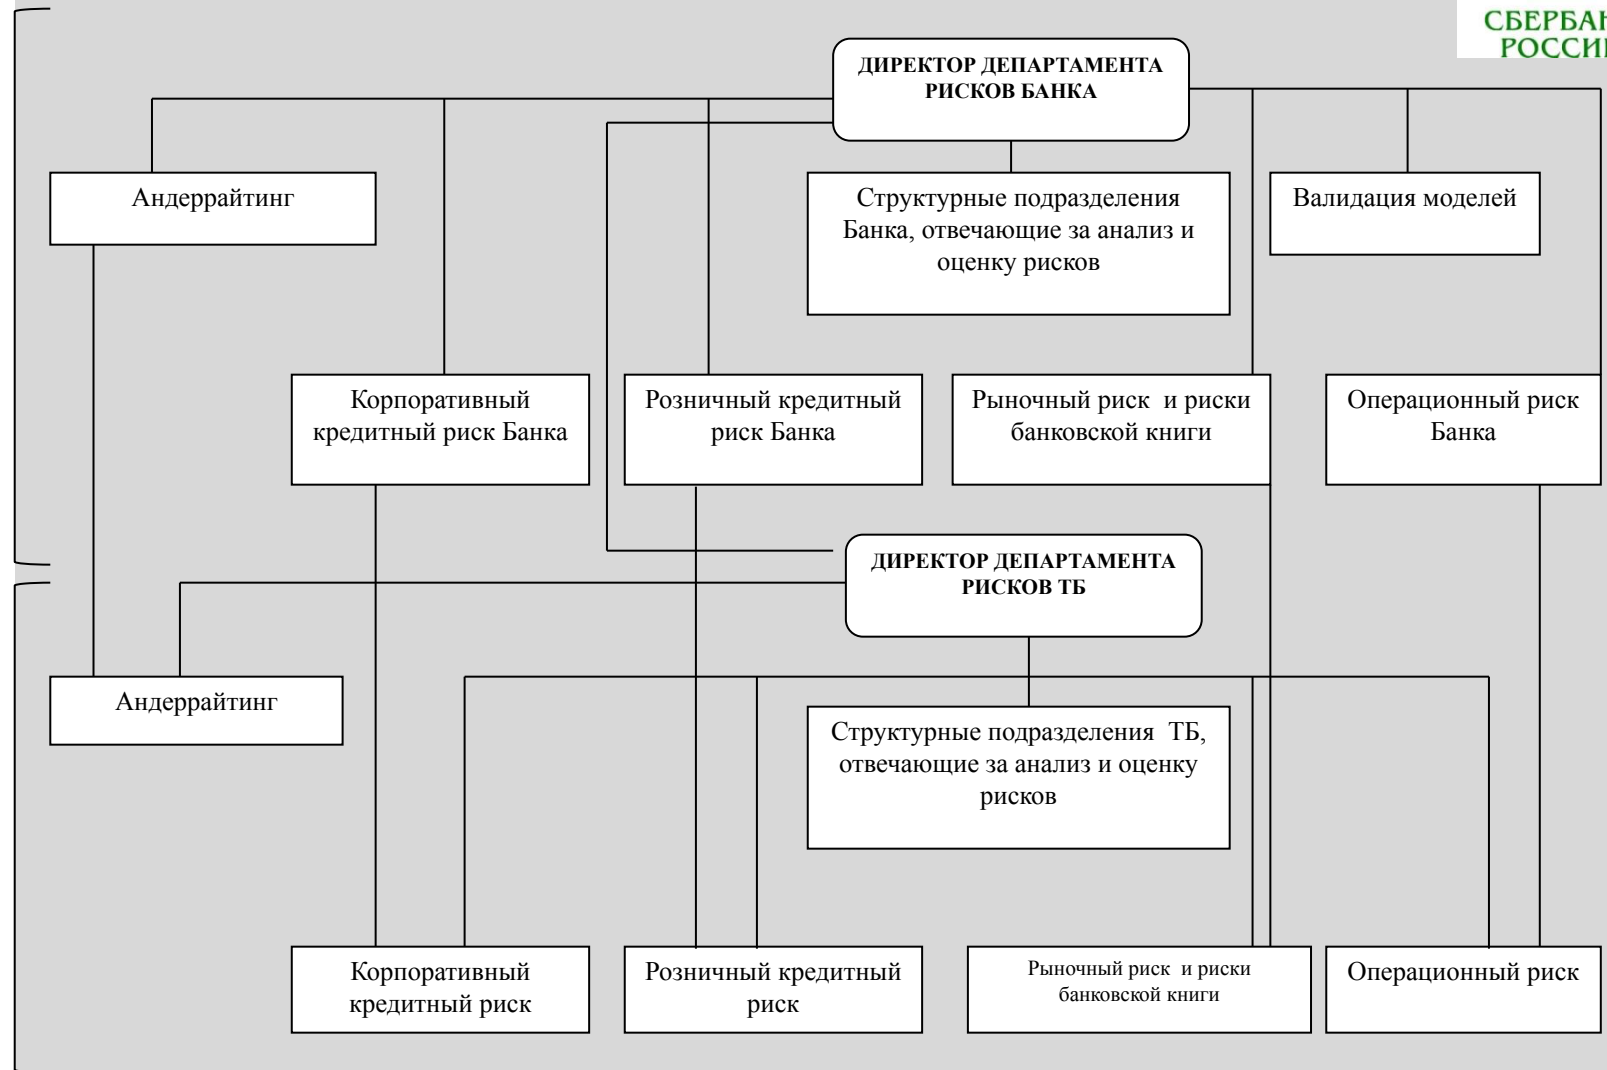 СБЕРБАН
РОССИИ
ДИРЕКТОР ДЕПАРТАМЕНТА
РИСКОВ БАНКА
Андеррайтинг
Структурные подразделения
Банка, отвечающие за анализ и
оценку рисков
Валидация моделей
Корпоративный
кредитный риск Банка
Розничный кредитный
риск Банка
Рыночный риск и риски
банковской книги
Операционный риск
Банка
ДИРЕКТОР ДЕПАРТАМЕНТА
РИСКОВ ТБ
Андеррайтинг
Структурные подразделения ТБ,
отвечающие за анализ и оценку
рисков
Корпоративный
кредитный риск
Розничный кредитный
риск
Рыночный риск и риски
банковской книги
Операционный риск